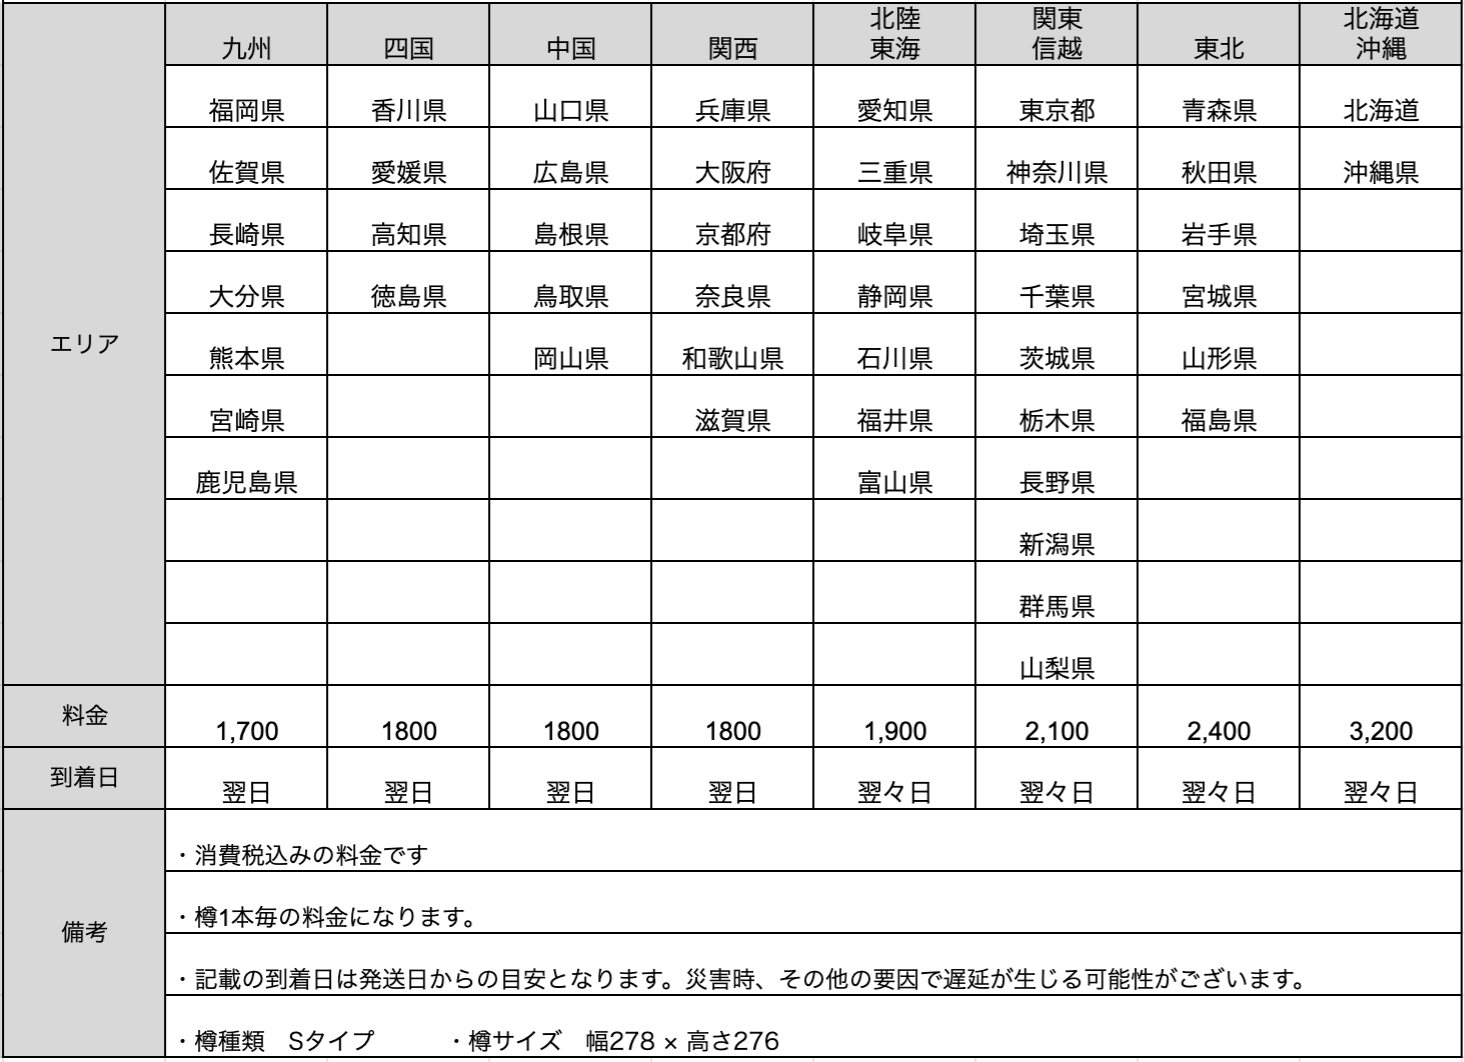 九州 四国 中国 関西 北陸東海 関東信越 東北 北海道沖縄
エリア
福岡県 香川県 山口県 兵庫県 愛知県 東京都 青森県 北海道
佐賀県 愛媛県 広島県 大阪府 三重県 神奈川県 秋田県 沖縄県
長崎県 高知県 島根県 京都府 岐阜県 埼玉県 岩手県
大分県 徳島県 鳥取県 奈良県 静岡県 千葉県 宮城県
熊本県 岡山県 和歌山県 石川県 茨城県 山形県
宮崎県 滋賀県 福井県 栃木県 福島県
鹿児島県 富山県 長野県
新潟県
群馬県
山梨県
料金 1,700 1800 1800 1800 1,900 2,100 2,400 3,200
到着日 翌日 翌日 翌日 翌日 翌々日 翌々日 翌々日 翌々日
備考
・消費税込みの料金です
・樽1本毎の料金になります。
・記載の到着日は発送日からの目安となります。災害時、その他の要因で遅延が生じる可能性がございます。
・樽種類　Sタイプ　　　・樽サイズ　幅278 × 高さ276